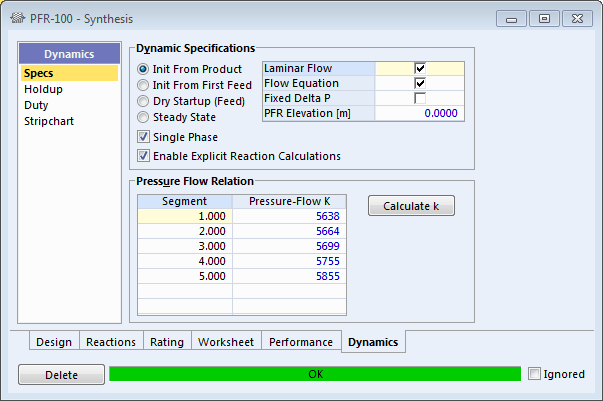 PFR-100 - Synthesis
Dynamics
Specs
Holdup
Duty
Stripchart
Dynamic Specifications
Init From Product
Init From First Feed
Dry Startup (Feed)
Steady State
Single Phase
Enable Explicit Reaction Calculations
Laminar Flow
Flow Equation
Fixed Delta P
PFR Elevation [m] 0.0000
Pressure Flow Relation
Segment Pressure-Flow K
1.000 5638
2.000 5664
3.000 5699
4.000 5755
5.000 5855
Calculate k
Design Reactions Rating Worksheet Performance Dynamics
Delete OK Ignored